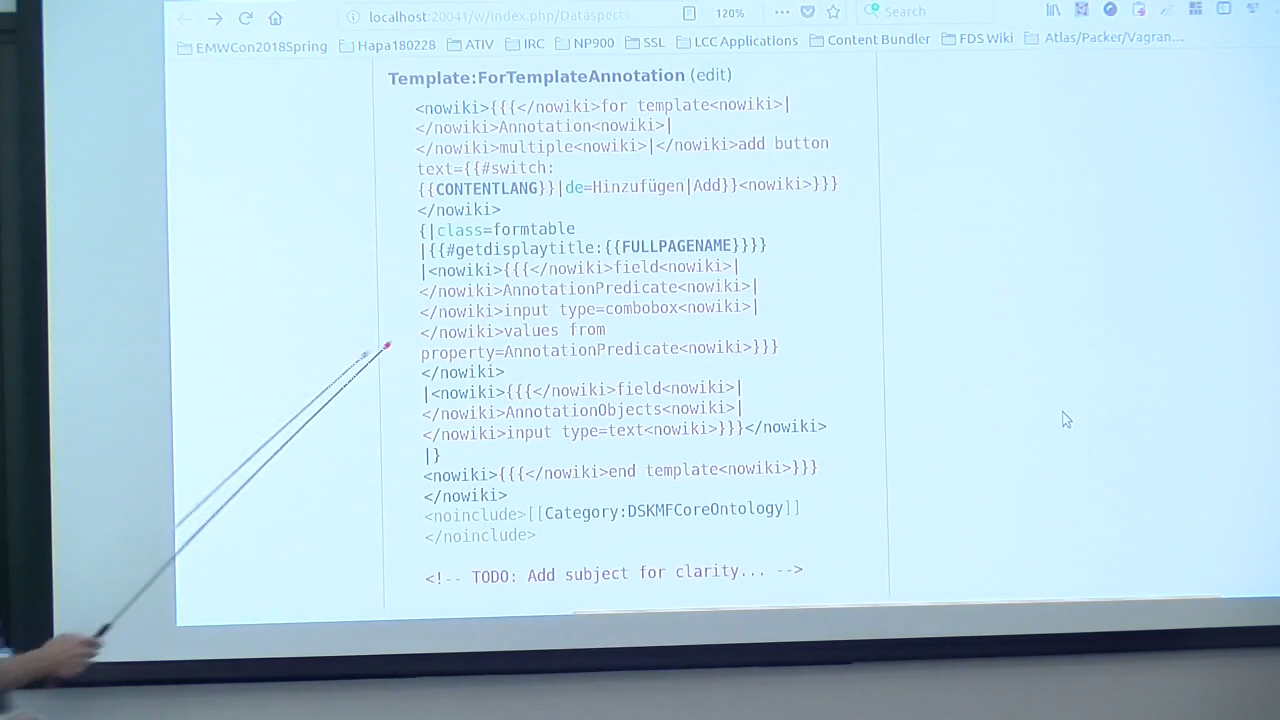 localhost:20041/w/index.php/Dataspect
120%
Search
EMWCon2018Spring
Hapa180228
ATIV
IRC
NP900
SSL
LCC Applications
Content Bundler
FDS Wiki
Atlas/Packer/Vagran...
Template:ForTemplateAnnotation (edit)
<nowiki>{{{</nowiki>for template<nowiki>|
</nowiki>Annotation<nowiki>|
</nowiki>multiple<nowiki>|</nowiki>add button
text={{#switch:
{{CONTENTLANG}}|de=Hinzufügen|Add}}<nowiki>}}}
</nowiki>
{|class=formtable
|{{#getdisplaytitle:{{FULLPAGENAME}}}}
|<nowiki>{{{</nowiki>field<nowiki>|
</nowiki>AnnotationPredicate<nowiki>|
</nowiki>input type=combobox<nowiki>|
</nowiki>values from
property=AnnotationPredicate<nowiki>}}}
</nowiki>
|<nowiki>{{{</nowiki>field<nowiki>|
</nowiki>AnnotationObjects<nowiki>|
</nowiki>input type=text<nowiki>}}}</nowiki>
|}
<nowiki>{{{</nowiki>end template<nowiki>}}}
</nowiki>
<noinclude>[[Category:DSKMFCoreOntology]]
</noinclude>
<!-- TODO: Add subject for clarity... -->